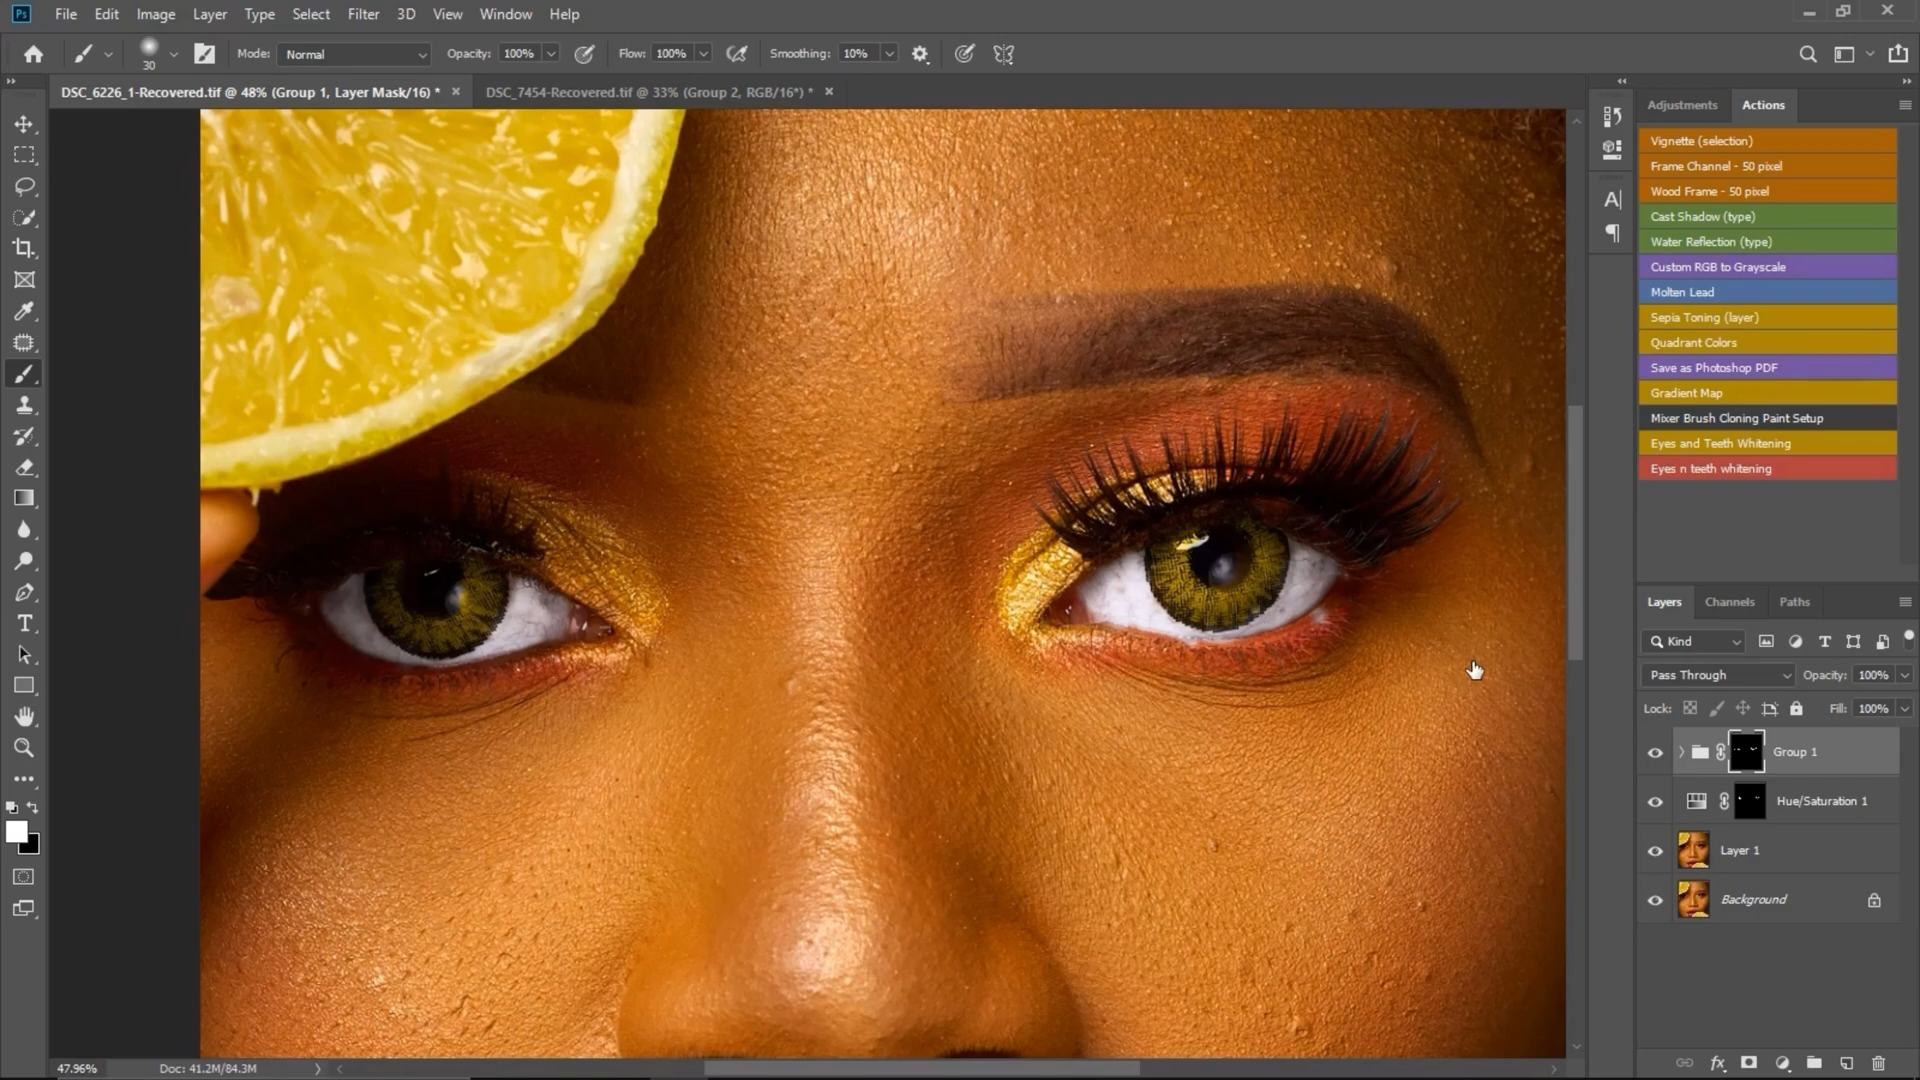 Ps File Edit Image Layer Type Select Filter 3D View Window Help
30 Mode: Normal Opacity: 100% Flow: 100% Smoothing: 10%
DSC_6226_1-Recovered.tif @ 48% (Group 1, Layer Mask/16) * × DSC_7454-Recovered.tif @ 33% (Group 2, RGB/16*) * ×
Adjustments Actions
Vignette (selection)
Frame Channel - 50 pixel
Wood Frame - 50 pixel
Cast Shadow (type)
Water Reflection (type)
Custom RGB to Grayscale
Molten Lead
Sepia Toning (layer)
Quadrant Colors
Save as Photoshop PDF
Gradient Map
Mixer Brush Cloning Paint Setup
Eyes and Teeth Whitening
Eyes n teeth whitening
Layers Channels Paths
Kind
Pass Through Opacity: 100%
Lock: Fill: 100%
Group 1
Hue/Saturation 1
Layer 1
Background
47.96% Doc: 41.2M/84.3M